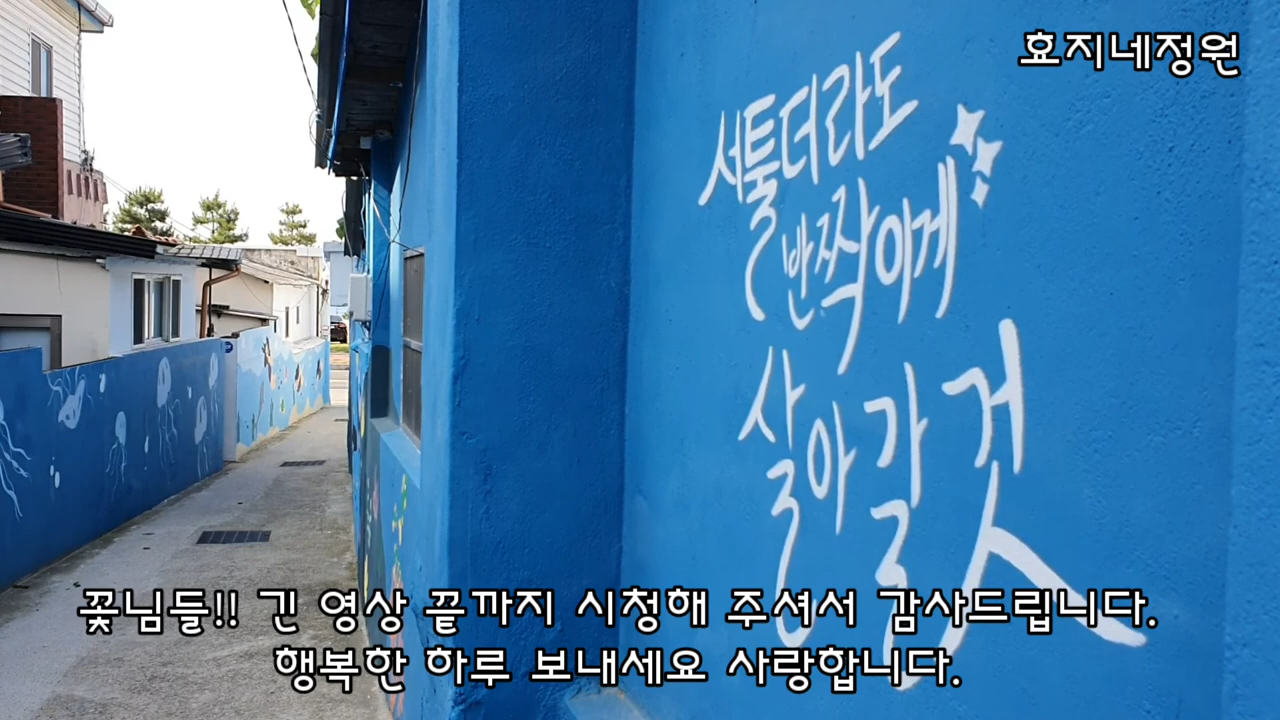 효지네정원
서툴더라도
반짝이게
살아갈것
꽃님들!! 긴 영상 끝까지 시청해 주셔서 감사드립니다.
행복한 하루 보내세요 사랑합니다.